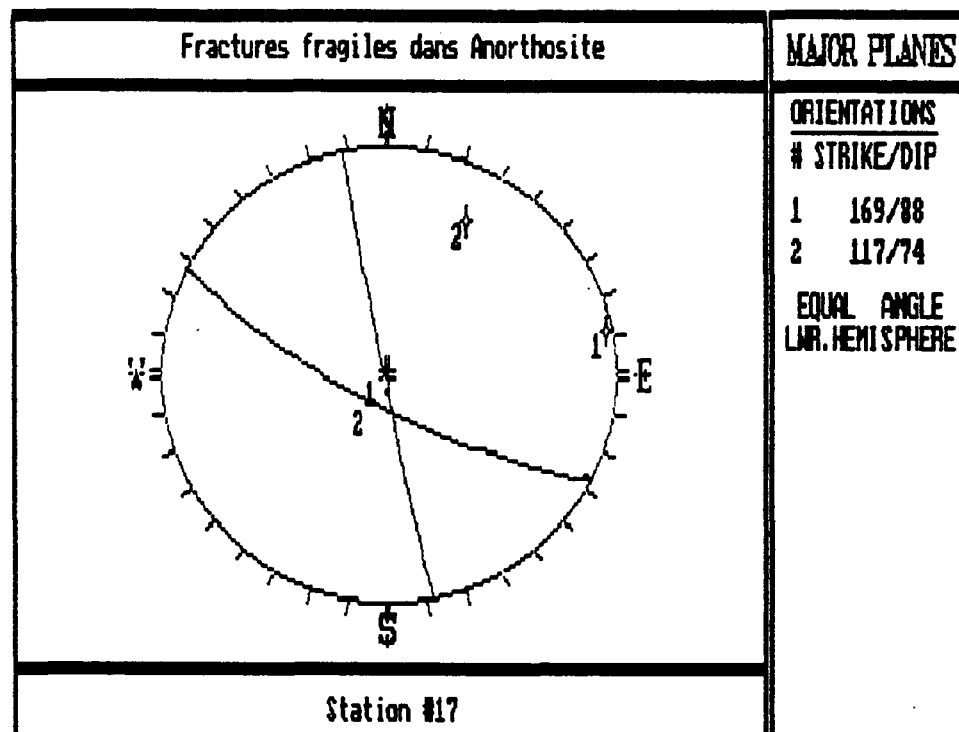 Fractures fragiles dans Anorthosite
MAJOR PLANES
ORIENTATIONS
# STRIKE/DIP
1 169/88
2 117/74
EQUAL ANGLE
LWR.HEMISPHERE
N
2
1
W
E
1
2
S
Station #17